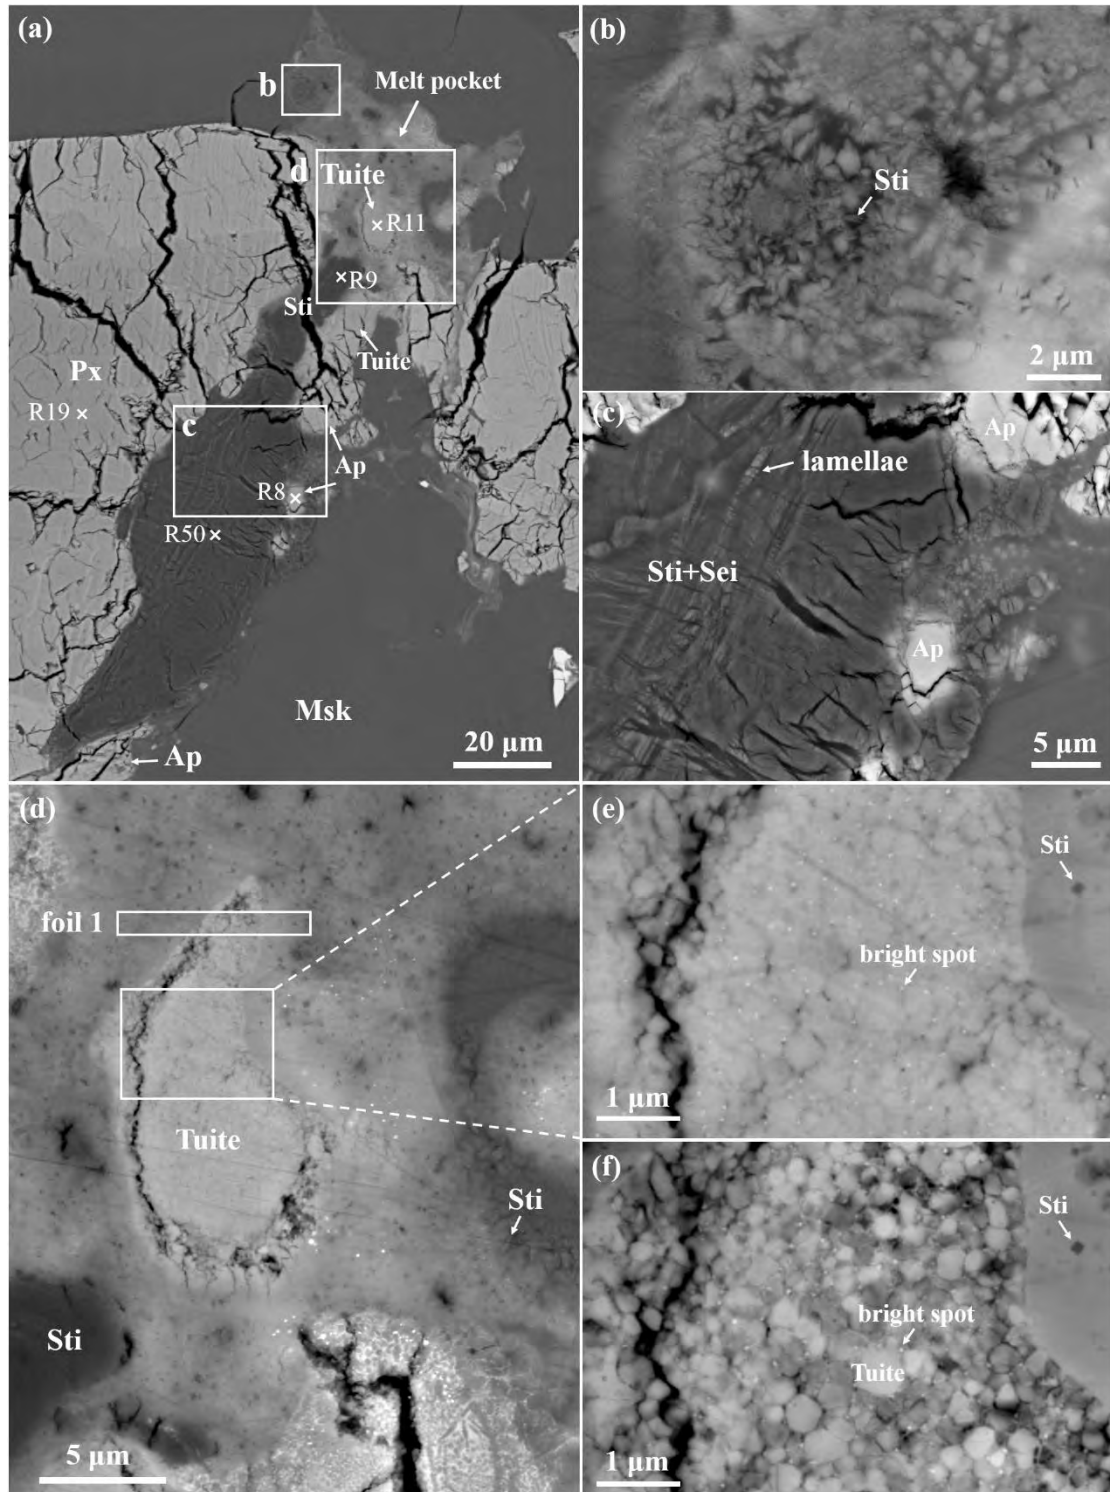 (a)
b
Melt pocket
d
Tuite
R11
R9
Sti
Tuite
Px
R19
c
Ap
R8
R50
Msk
20 μm
Ap
(b)
Sti
2 μm
(c)
Ap
lamellae
Sti+Sei
Ap
5 μm
(d)
foil 1
Tuite
Sti
Sti
5 μm
(e)
Sti
bright spot
1 μm
(f)
Sti
bright spot
Tuite
1 μm